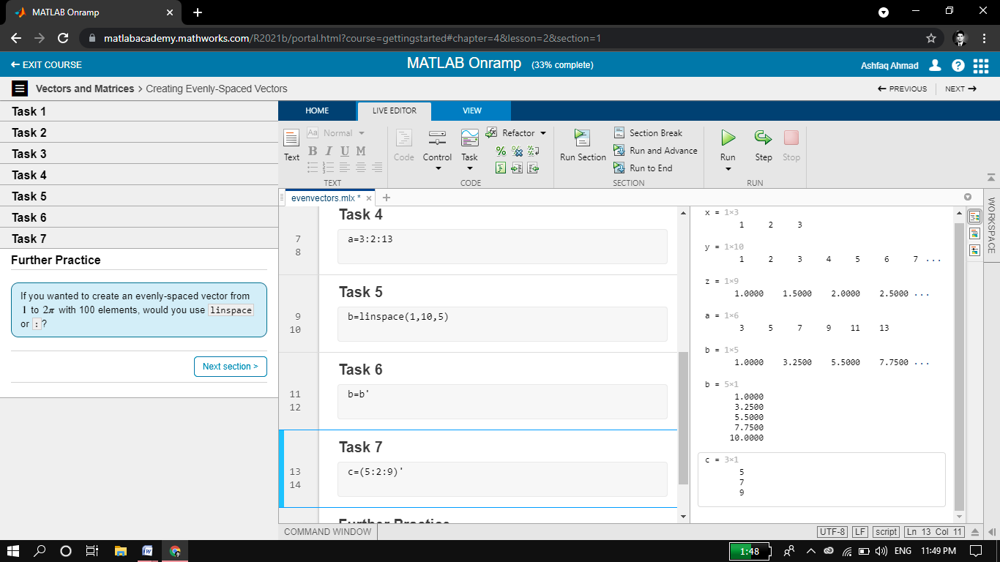 MATLAB Onramp
matlabacademy.mathworks.com/R2021b/portal.html?course=gettingstarted#chapter=4&lesson=2&section=1
EXIT COURSE
MATLAB Onramp (33% complete)
Ashfaq Ahmad
Vectors and Matrices > Creating Evenly-Spaced Vectors
PREVIOUS
NEXT
Task 1
Task 2
Task 3
Task 4
Task 5
Task 6
Task 7
Further Practice
If you wanted to create an evenly-spaced vector from
1 to 2π with 100 elements, would you use linspace
or : ?
Next section >
HOME
LIVE EDITOR
VIEW
Text
Aa Normal
B I U M
TEXT
Code
Control
Task
Refactor
CODE
Run Section
Section Break
Run and Advance
Run to End
SECTION
Run
Step
Stop
RUN
evenvectors.mlx *
Task 4
7 a=3:2:13
8
Task 5
9 b=linspace(1,10,5)
10
Task 6
11 b=b'
12
Task 7
13 c=(5:2:9)'
14
Further Practice
x = 1×3
1 2 3
y = 1×10
1 2 3 4 5 6 7 ...
z = 1×9
1.0000 1.5000 2.0000 2.5000 ...
a = 1×6
3 5 7 9 11 13
b = 1×5
1.0000 3.2500 5.5000 7.7500 ...
b = 5×1
1.0000
3.2500
5.5000
7.7500
10.0000
c = 3×1
5
7
9
WORKSPACE
COMMAND WINDOW
UTF-8 LF script Ln 13 Col 11
1:48
ENG
11:49 PM